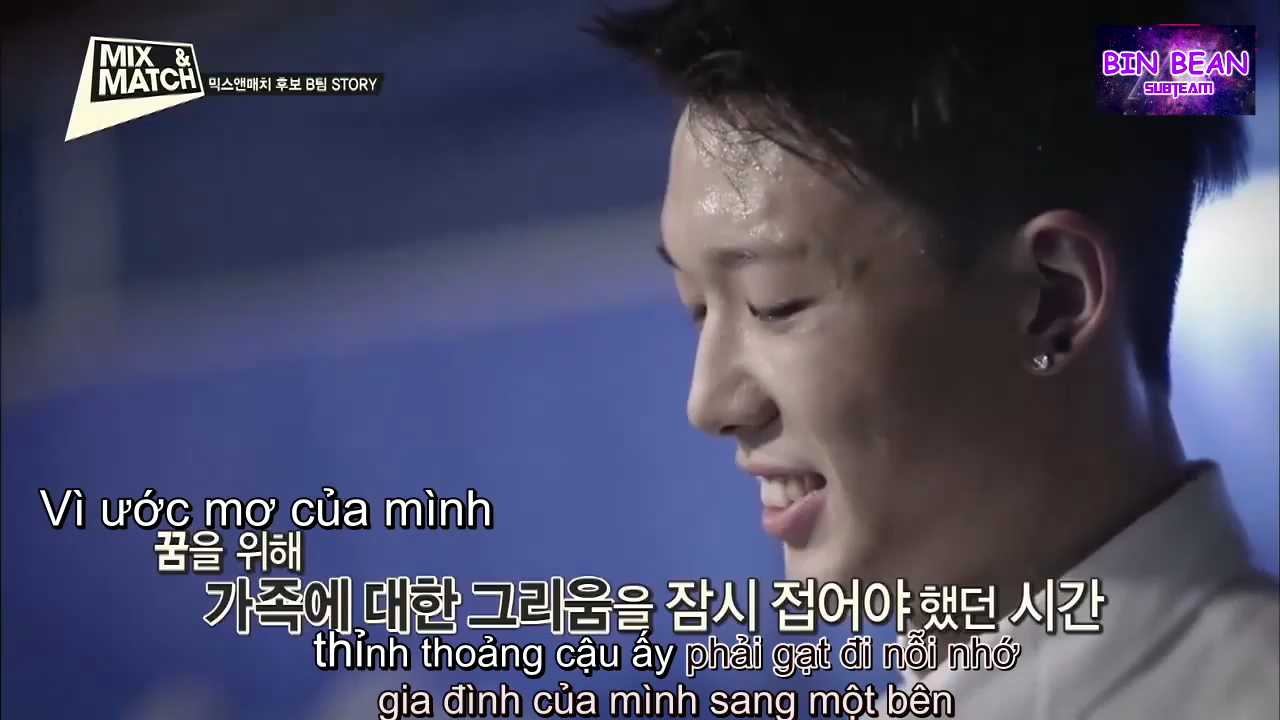 MIX &
MATCH
믹스앤매치 후보 B팀 STORY
BIN BEAN
SUBTEAM
Vì ước mơ của mình
꿈을 위해
가족에 대한 그리움을 잠시 접어야 했던 시간
thỉnh thoảng cậu ấy phải gạt đi nỗi nhớ
gia đình của mình sang một bên